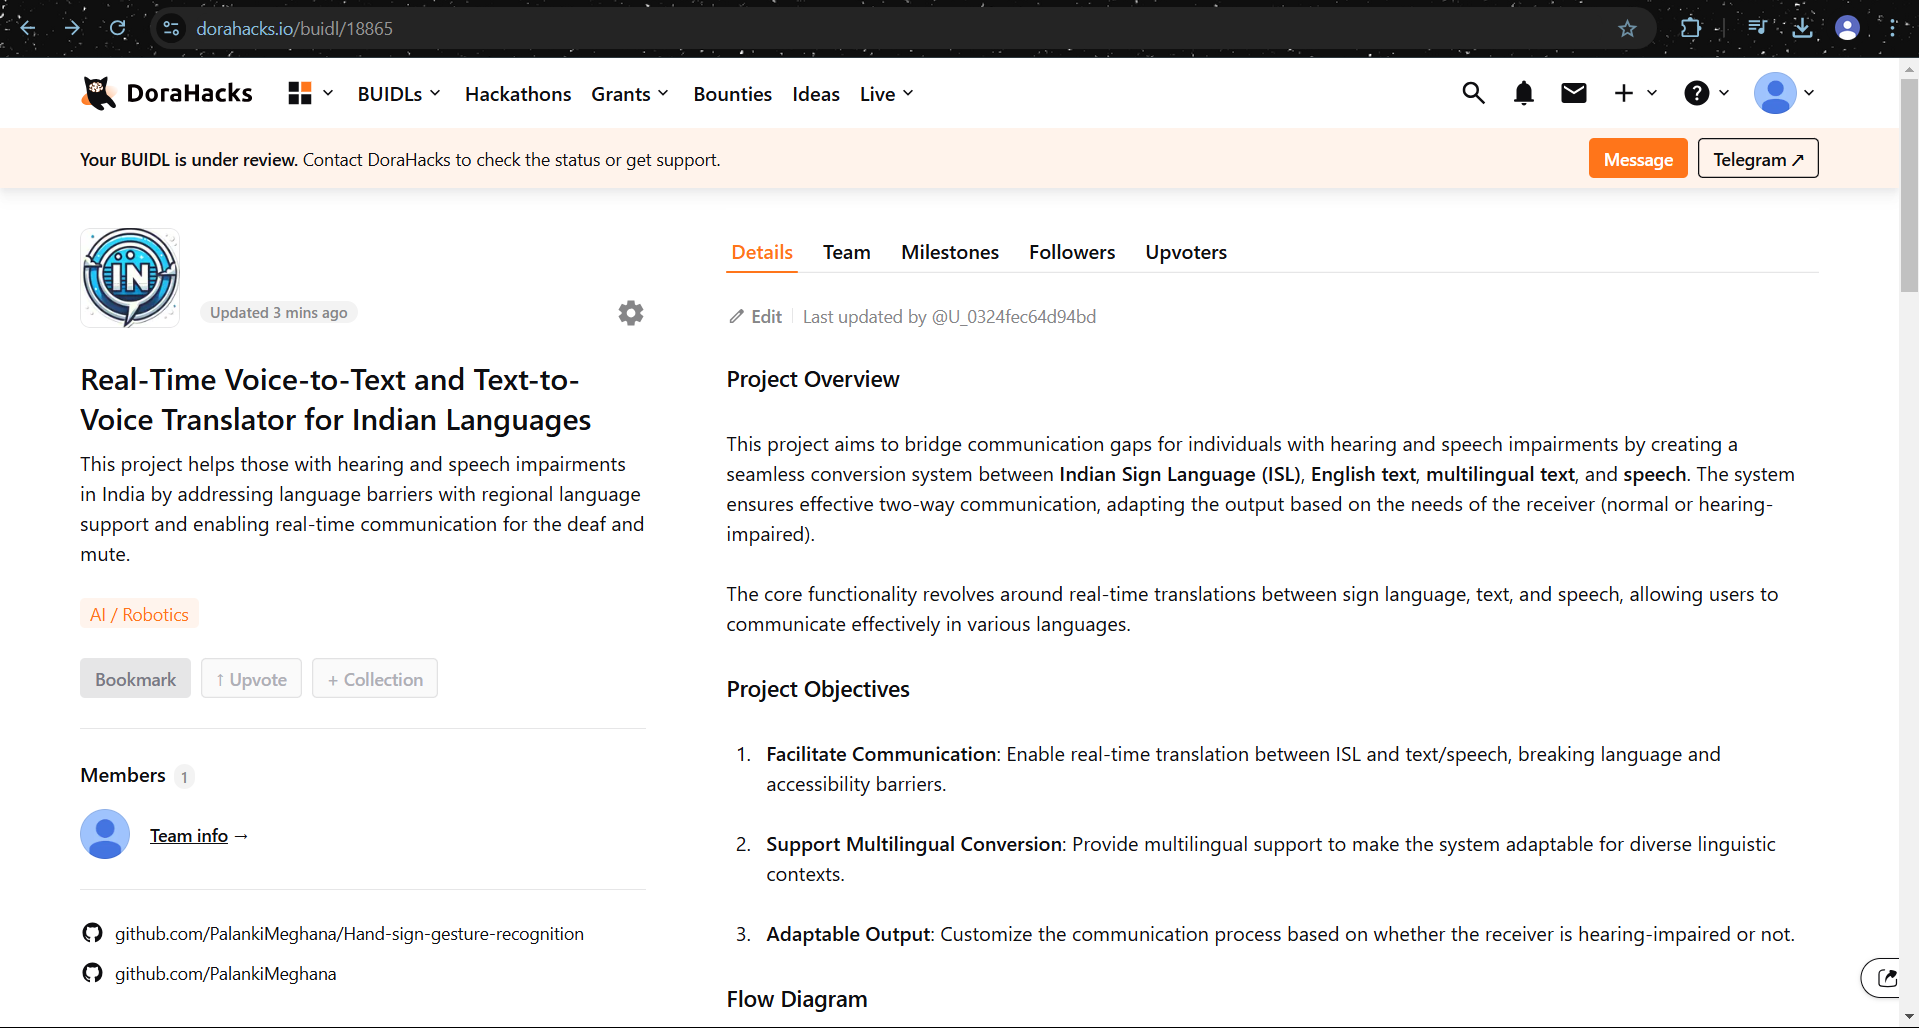 dorahacks.io/buidl/18865
DoraHacks
BUIDLs
Hackathons
Grants
Bounties
Ideas
Live
Your BUIDL is under review. Contact DoraHacks to check the status or get support.
Message
Telegram ↗
IN
Updated 3 mins ago
Real-Time Voice-to-Text and Text-to-
Voice Translator for Indian Languages
This project helps those with hearing and speech impairments
in India by addressing language barriers with regional language
support and enabling real-time communication for the deaf and
mute.
AI / Robotics
Bookmark
↑ Upvote
+ Collection
Members 1
Team info →
github.com/PalankiMeghana/Hand-sign-gesture-recognition
github.com/PalankiMeghana
Details
Team
Milestones
Followers
Upvoters
Edit
Last updated by @U_0324fec64d94bd
Project Overview
This project aims to bridge communication gaps for individuals with hearing and speech impairments by creating a
seamless conversion system between Indian Sign Language (ISL), English text, multilingual text, and speech. The system
ensures effective two-way communication, adapting the output based on the needs of the receiver (normal or hearing-
impaired).
The core functionality revolves around real-time translations between sign language, text, and speech, allowing users to
communicate effectively in various languages.
Project Objectives
1. Facilitate Communication: Enable real-time translation between ISL and text/speech, breaking language and
accessibility barriers.
2. Support Multilingual Conversion: Provide multilingual support to make the system adaptable for diverse linguistic
contexts.
3. Adaptable Output: Customize the communication process based on whether the receiver is hearing-impaired or not.
Flow Diagram